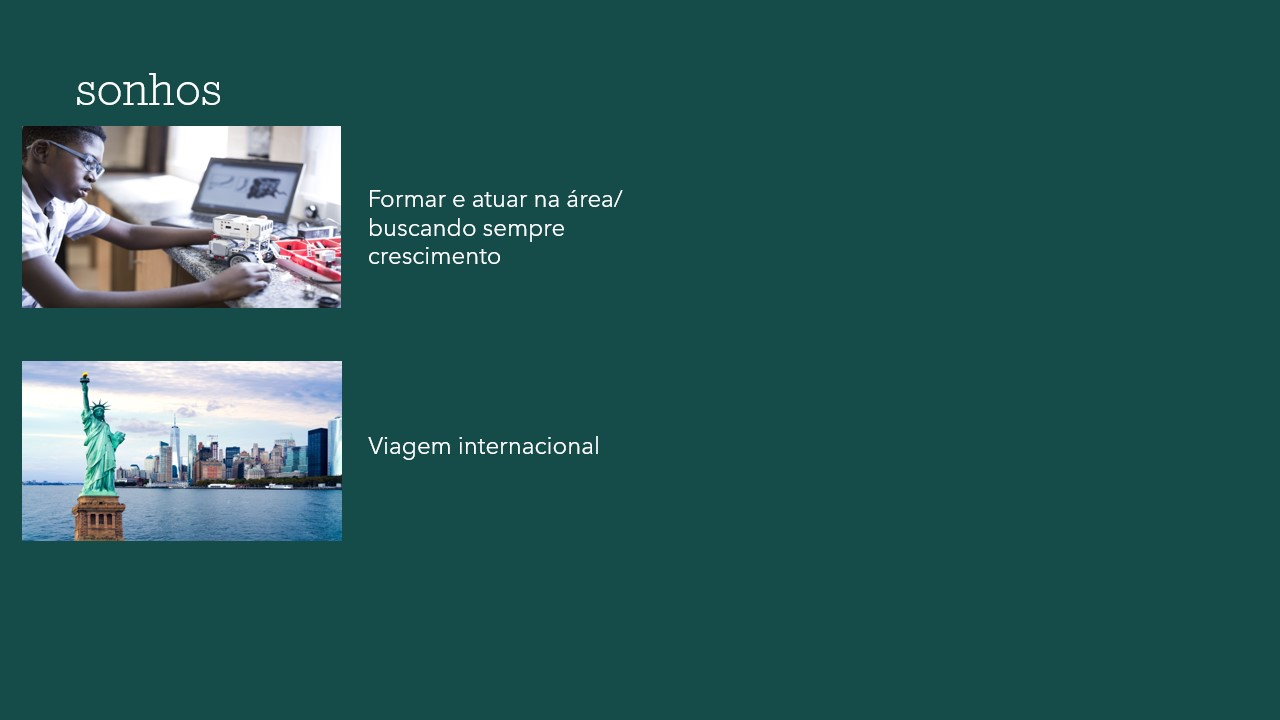 sonhos
Formar e atuar na área/
buscando sempre
crescimento
Viagem internacional